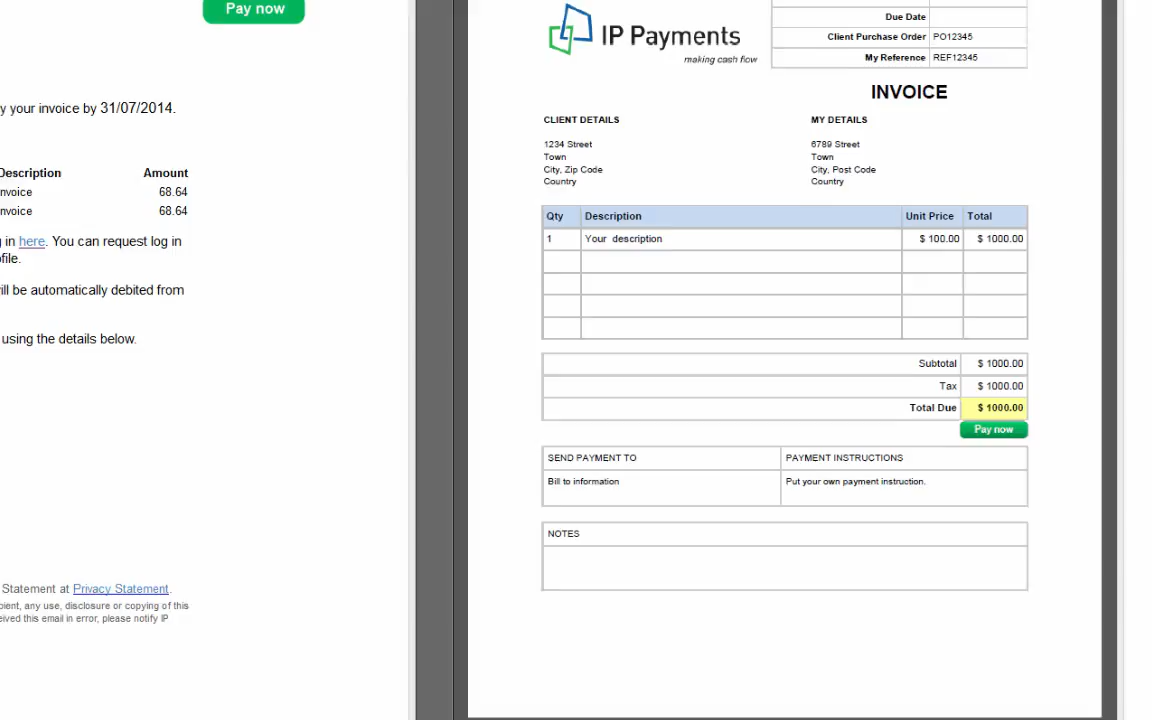 Pay now
y your invoice by 31/07/2014.
Description Amount
nvoice 68.64
nvoice 68.64
g in here. You can request log in
ofile.
ill be automatically debited from
using the details below.
Statement at Privacy Statement.
pient, any use, disclosure or copying of this
eived this email in error, please notify IP
IP Payments
making cash flow
Due Date
Client Purchase Order PO12345
My Reference REF12345
INVOICE
CLIENT DETAILS MY DETAILS
1234 Street 6789 Street
Town Town
City, Zip Code City, Post Code
Country Country
Qty Description Unit Price Total
1 Your description $ 100.00 $ 1000.00
Subtotal $ 1000.00
Tax $ 1000.00
Total Due $ 1000.00
Pay now
SEND PAYMENT TO PAYMENT INSTRUCTIONS
Bill to information Put your own payment instruction.
NOTES